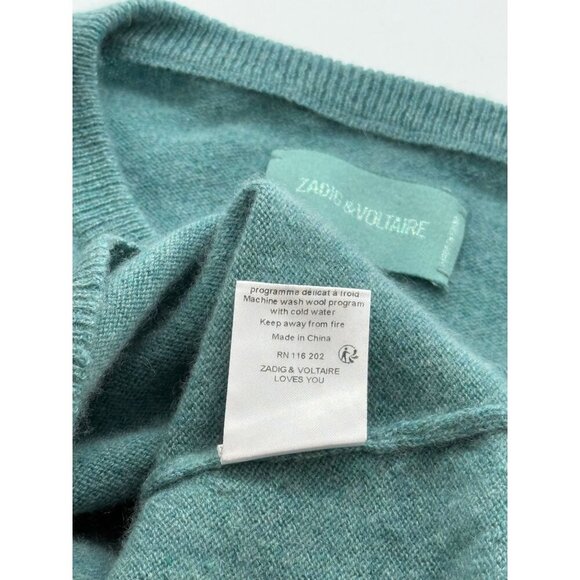 ZADIG & VOLTAIRE
programme délicat à froid
Machine wash wool program
with cold water
Keep away from fire
Made in China
RN 116 202
ZADIG & VOLTAIRE
LOVES YOU